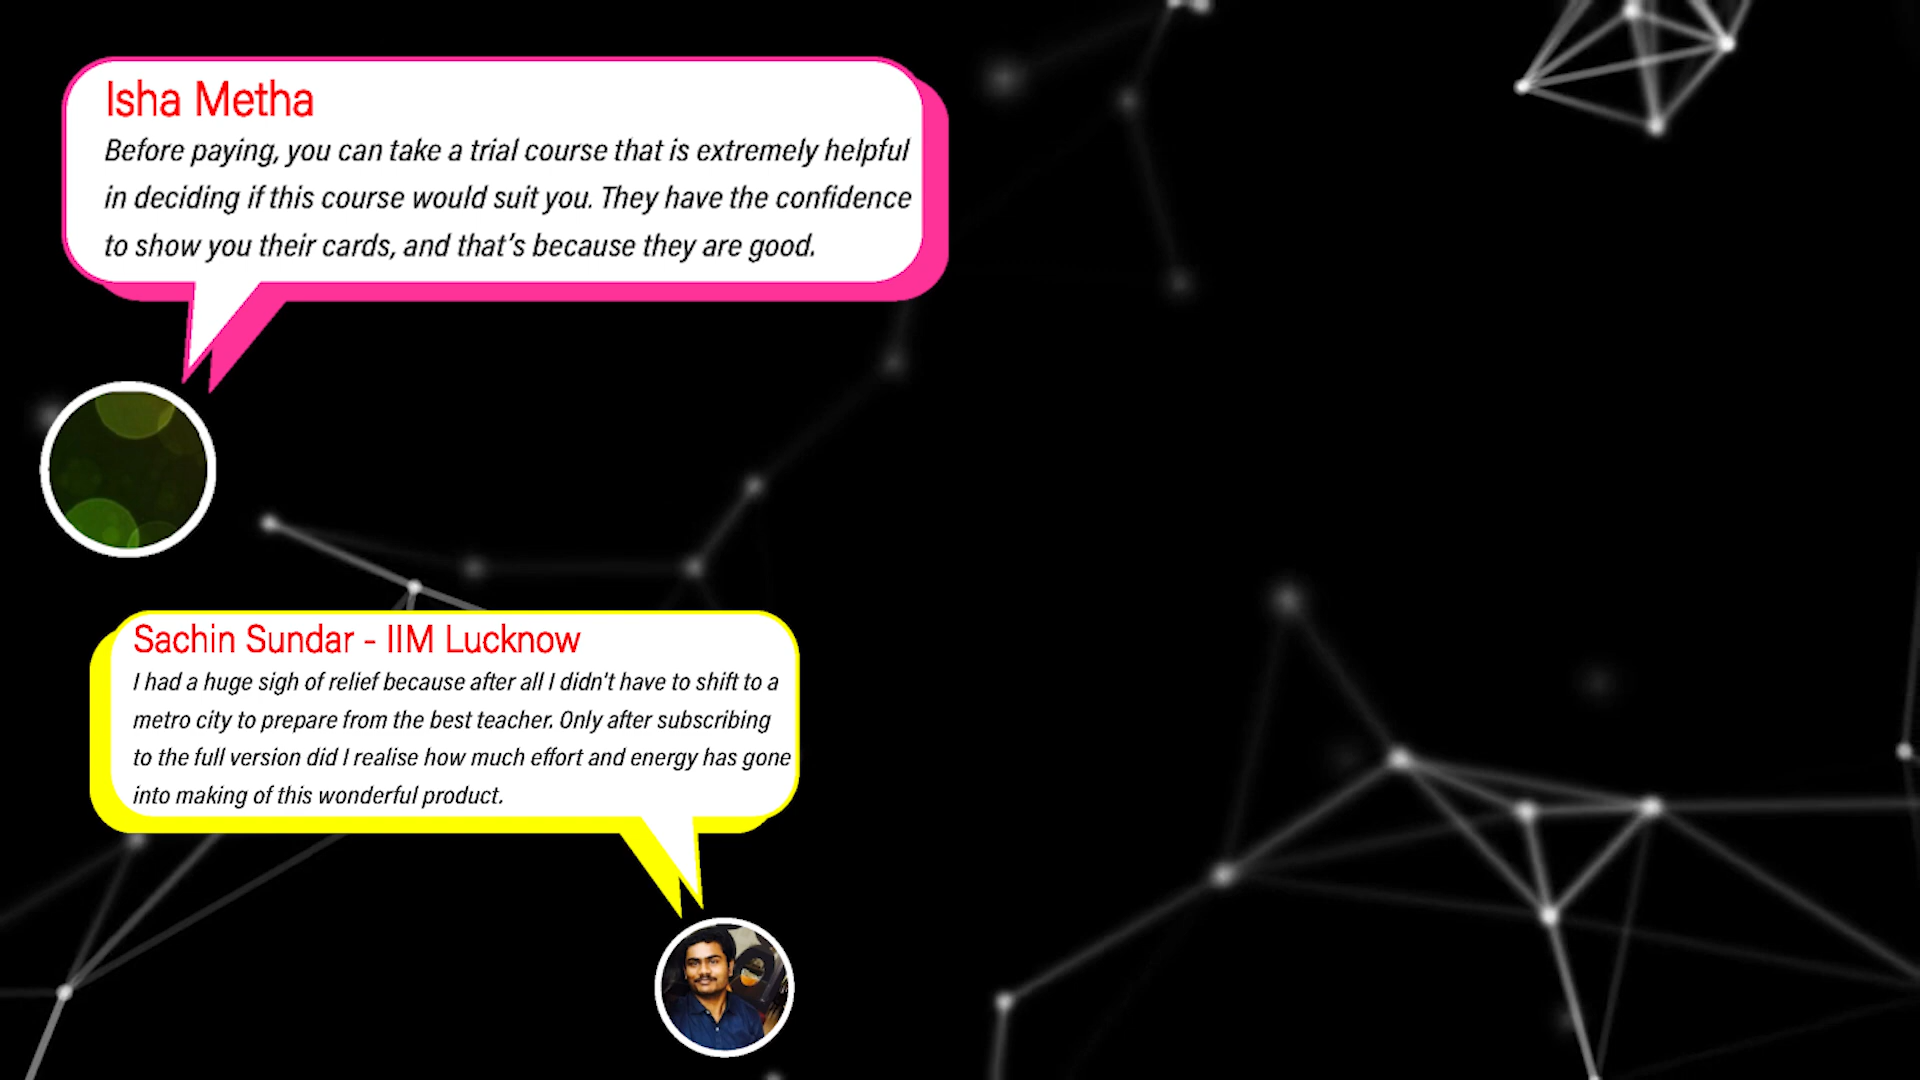 Isha Metha
Before paying, you can take a trial course that is extremely helpful
in deciding if this course would suit you. They have the confidence
to show you their cards, and that's because they are good.
Sachin Sundar - IIM Lucknow
I had a huge sigh of relief because after all I didn't have to shift to a
metro city to prepare from the best teacher. Only after subscribing
to the full version did I realise how much effort and energy has gone
into making of this wonderful product.